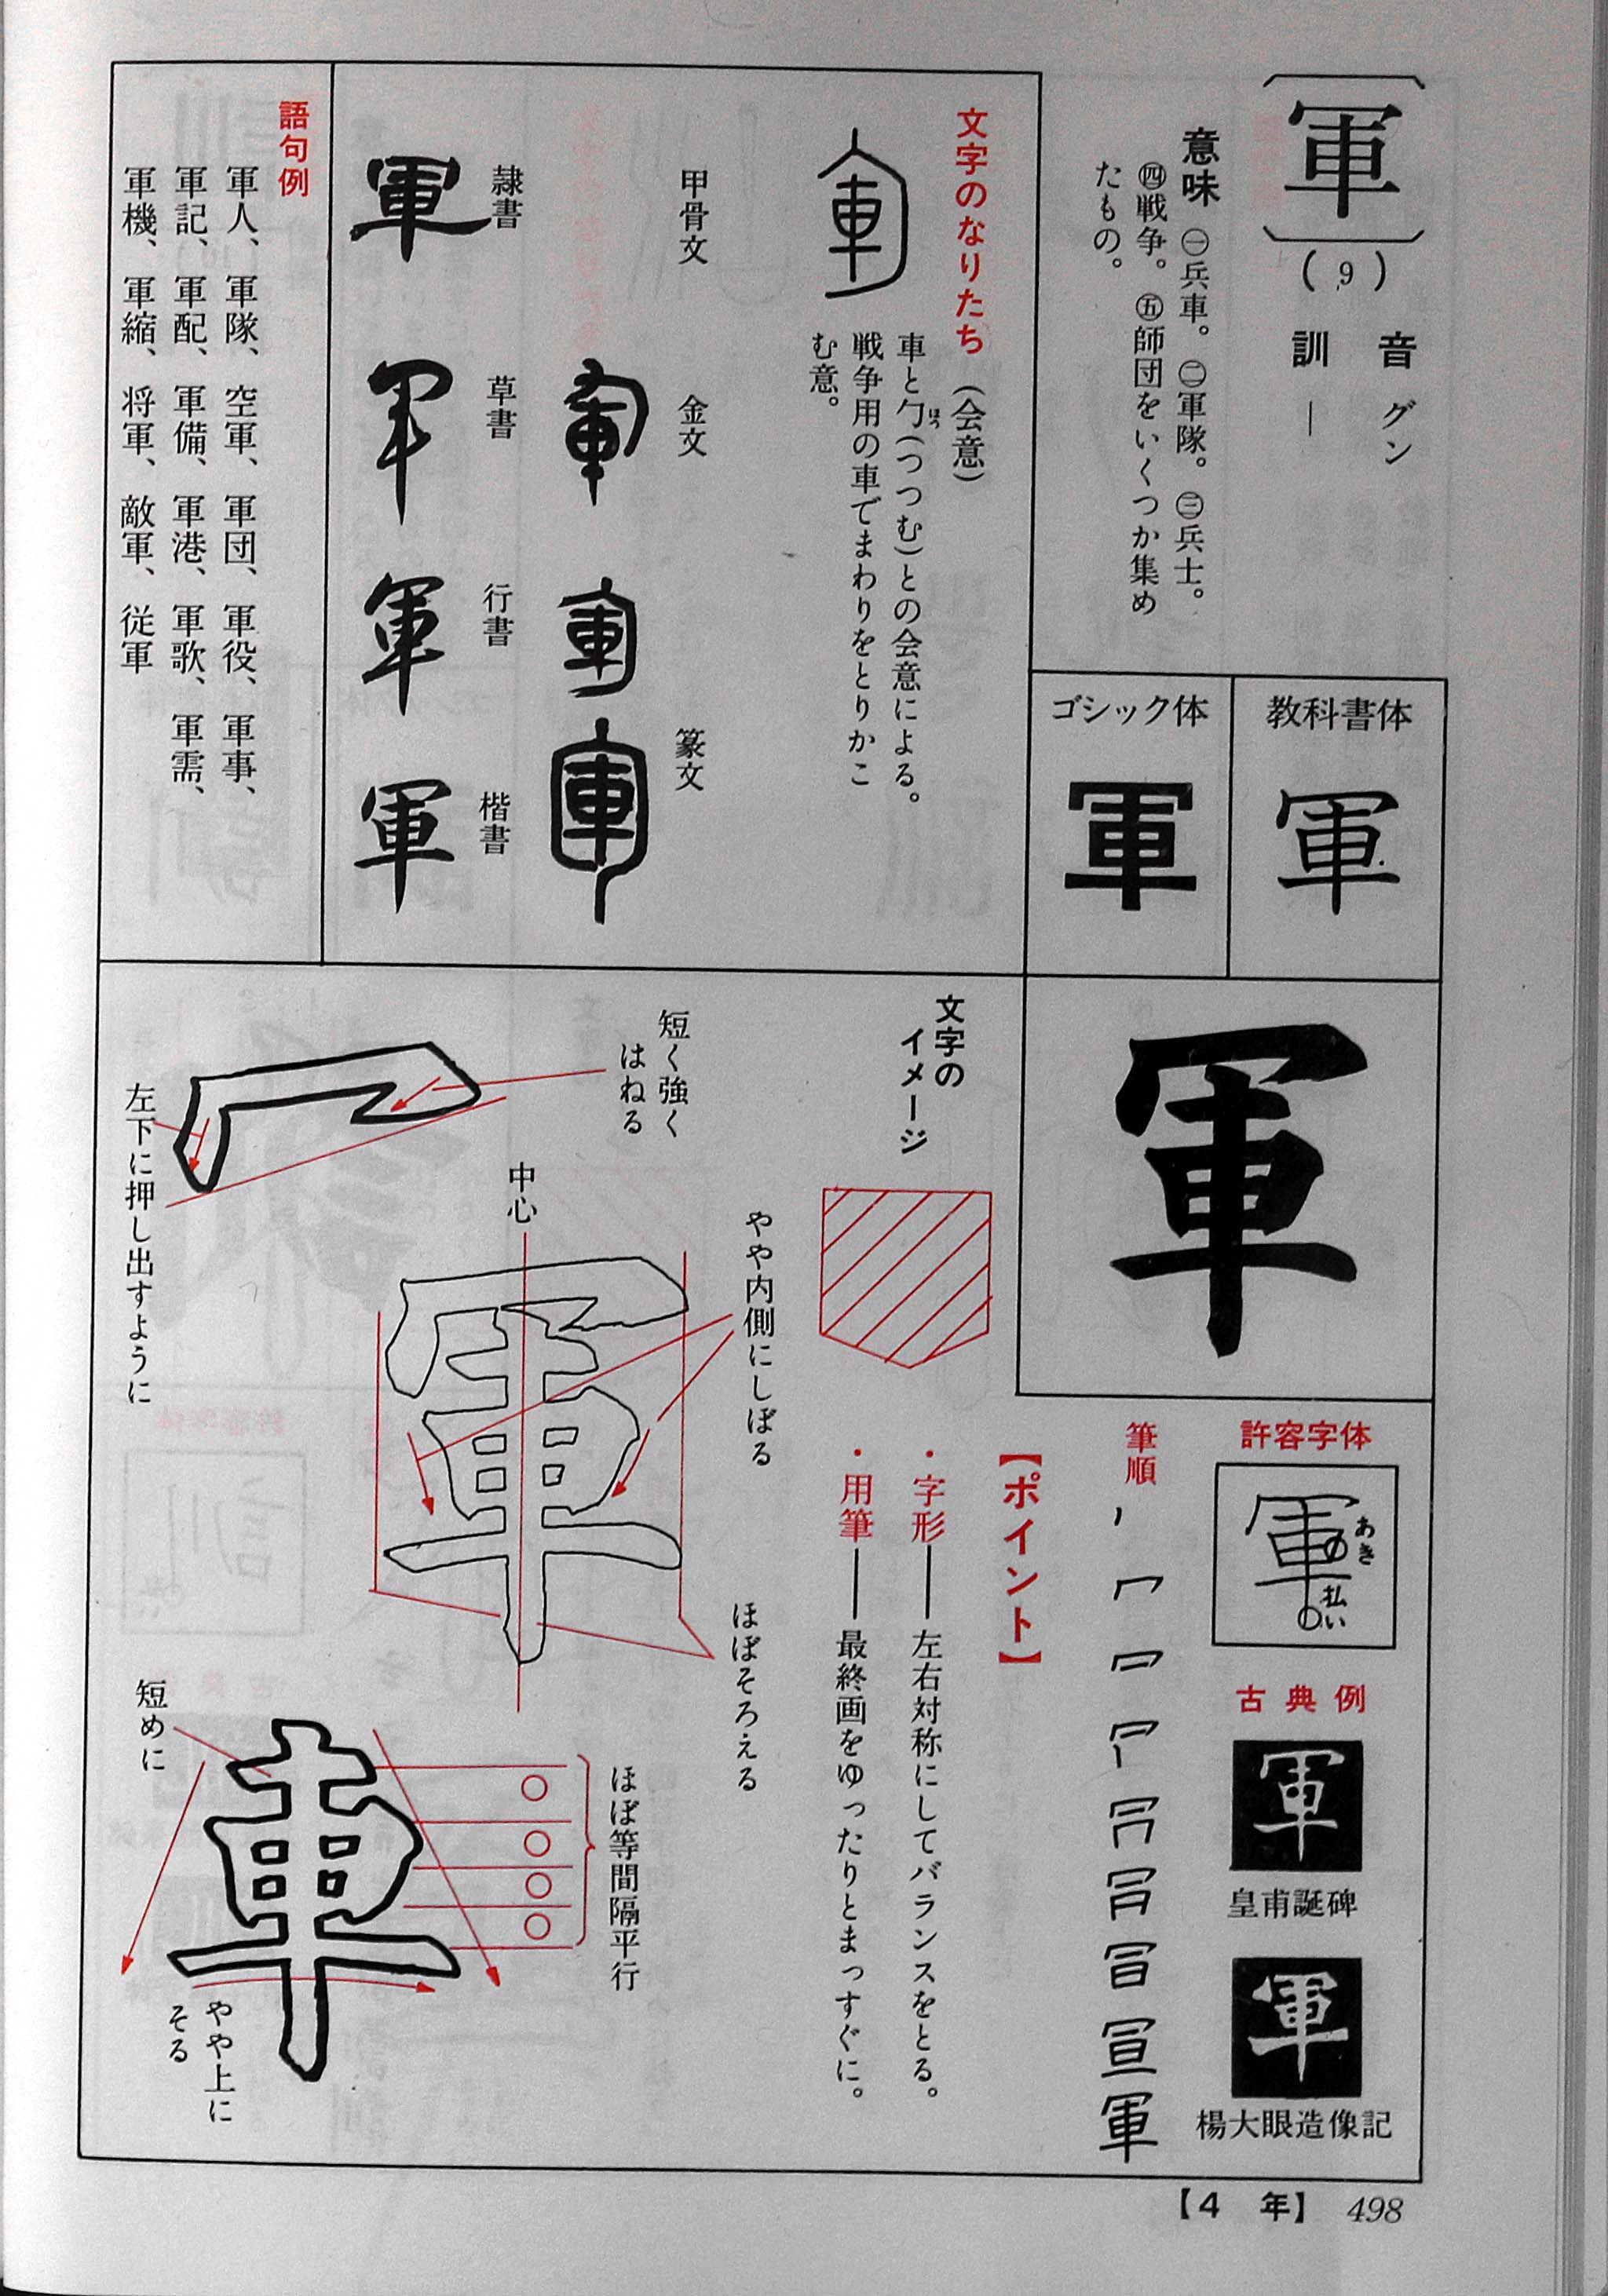 軍
(9)
音 グン
訓 ―
意味 ㊀兵車。㊁軍隊。㊂兵士。
㊃戦争。㊄師団をいくつか集め
たもの。
教科書体
軍
ゴシック体
軍
文字のなりたち (会意)
車と勹(つつむ)との会意による。
ほう
戦争用の車でまわりをとりかこ
む意。
甲骨文
金文
篆文
隷書
軍
草書
軍
行書
軍
楷書
軍
語句例
軍人、軍隊、空軍、軍団、軍役、軍事、
軍記、軍配、軍備、軍港、軍歌、軍需、
軍機、軍縮、将軍、敵軍、従軍
軍
許容字体
軍
あき
払い
古典例
軍
皇甫誕碑
軍
楊大眼造像記
筆順
軍
【ポイント】
・字形―左右対称にしてバランスをとる。
・用筆―最終画をゆったりとまっすぐに。
文字の
イメージ
短く強く
はねる
左下に押し出すように
中心
やや内側にしぼる
ほぼそろえる
軍
短めに
ほぼ等間隔平行
やや上に
そる
【4 年】 498